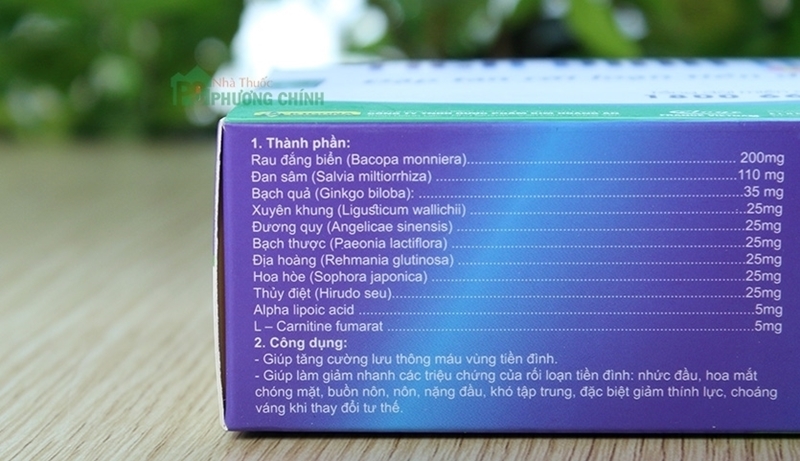 Nhà Thuốc
PHƯƠNG CHÍNH
1. Thành phần:
Rau đắng biển (Bacopa monniera)........ 200mg
Đan sâm (Salvia miltiorrhiza) ........ 110 mg
Bạch quả (Ginkgo biloba): ........ 35 mg
Xuyên khung (Ligusticum wallichii) ........ 25mg
Đương quy (Angelicae sinensis) ........ 25mg
Bạch thược (Paeonia lactiflora) ........ 25mg
Địa hoàng (Rehmania glutinosa) ........ 25mg
Hoa hòe (Sophora japonica) ........ 25mg
Thủy điệt (Hirudo seu)........ 25mg
Alpha lipoic acid ........ 5mg
L – Carnitine fumarat ........ 5mg
2. Công dụng:
- Giúp tăng cường lưu thông máu vùng tiền đình.
- Giúp làm giảm nhanh các triệu chứng của rối loạn tiền đình: nhức đầu, hoa mắt
chóng mặt, buồn nôn, nôn, nặng đầu, khó tập trung, đặc biệt giảm thính lực, choáng
váng khi thay đổi tư thế.